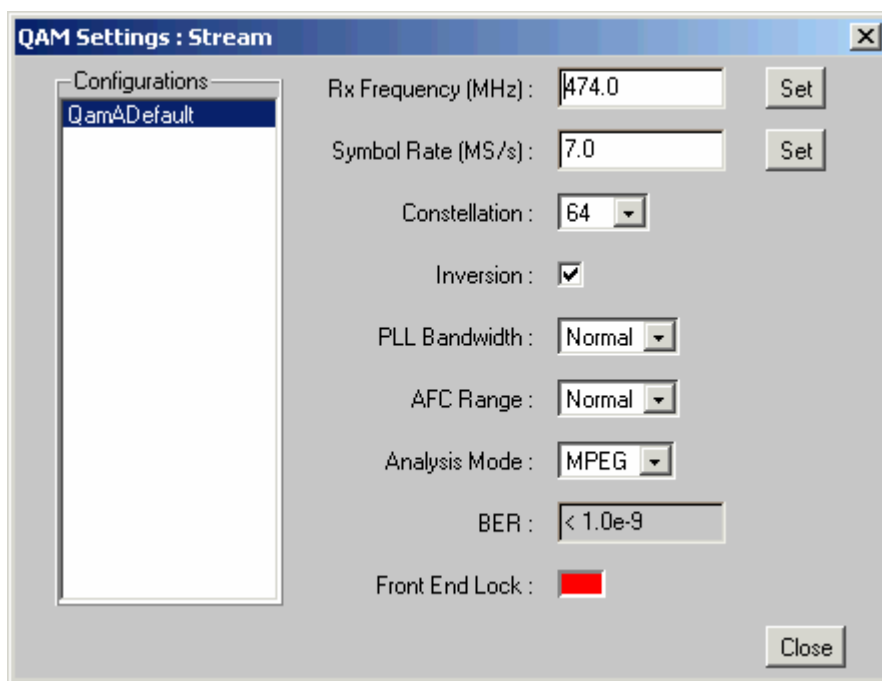 QAM Settings : Stream
Configurations
QamADefault
Rx Frequency (MHz) : 474.0 Set
Symbol Rate (MS/s) : 7.0 Set
Constellation : 64
Inversion :
PLL Bandwidth : Normal
AFC Range : Normal
Analysis Mode : MPEG
BER : < 1.0e-9
Front End Lock :
Close